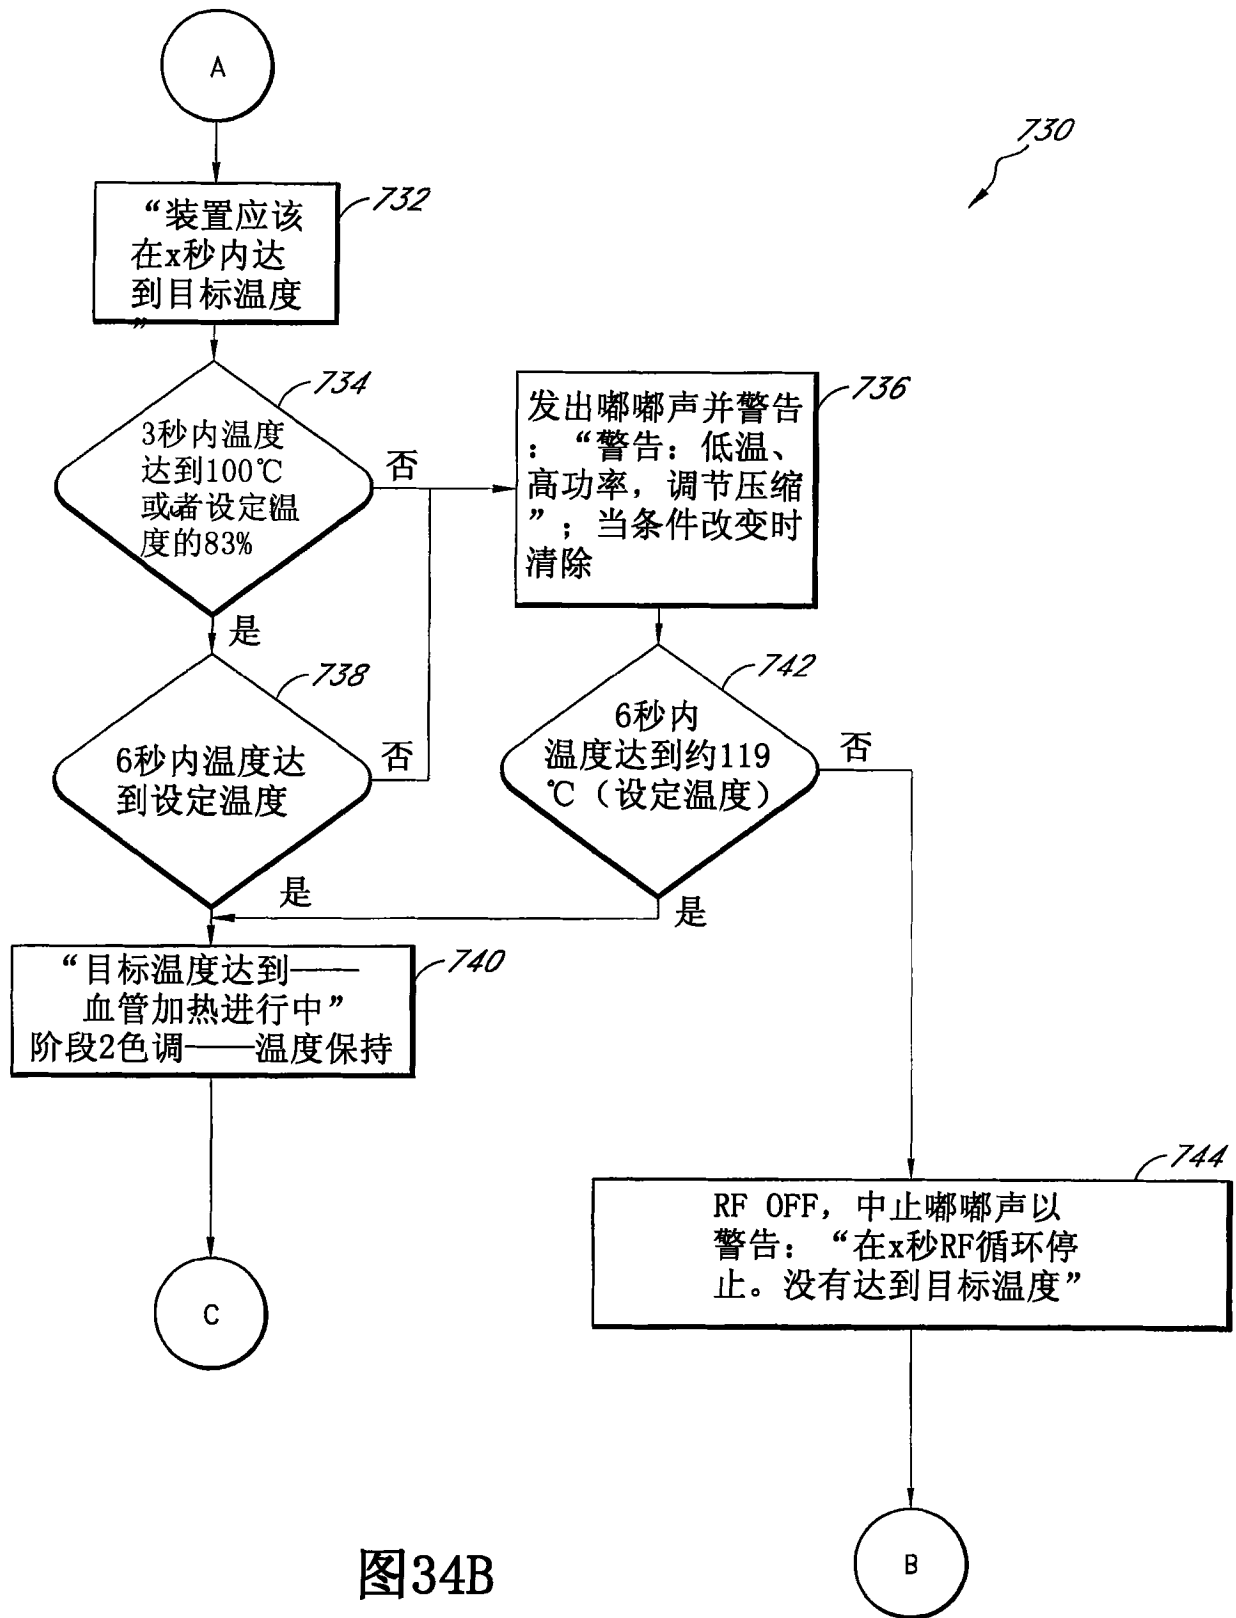 A
730
732
“装置应该
在x秒内达
到目标温度
”
734
3秒内温度
达到100℃
或者设定温
度的83%
否
736
发出嘟嘟声并警告
：“警告：低温、
高功率，调节压缩
”；当条件改变时
清除
是
738
6秒内温度达
到设定温度
否
742
6秒内
温度达到约119
℃（设定温度）
否
是
是
740
“目标温度达到——
血管加热进行中”
阶段2色调——温度保持
744
RF OFF，中止嘟嘟声以
警告：“在x秒RF循环停
止。没有达到目标温度”
C
B
图34B